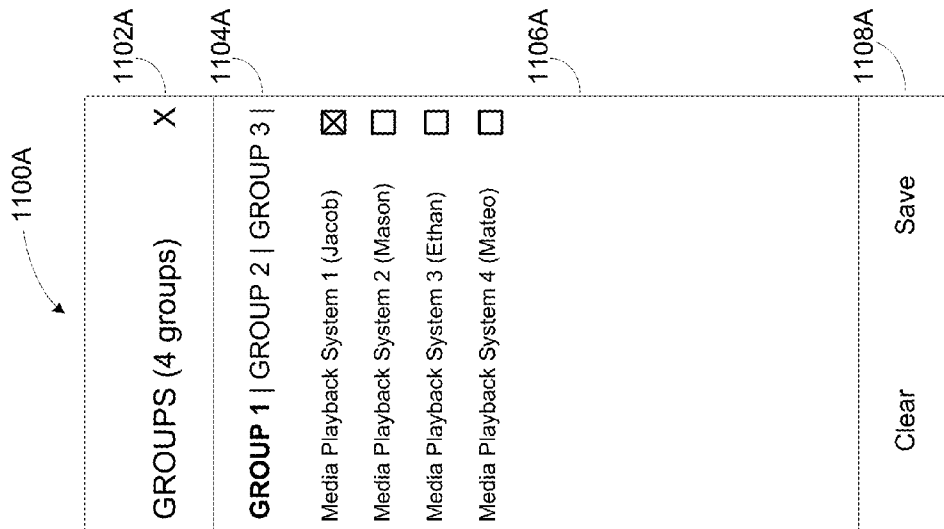 1100A
GROUPS (4 groups) X
1102A
GROUP 1 | GROUP 2 | GROUP 3 |
1104A
Media Playback System 1 (Jacob)
Media Playback System 2 (Mason)
Media Playback System 3 (Ethan)
Media Playback System 4 (Mateo)
1106A
Clear Save
1108A